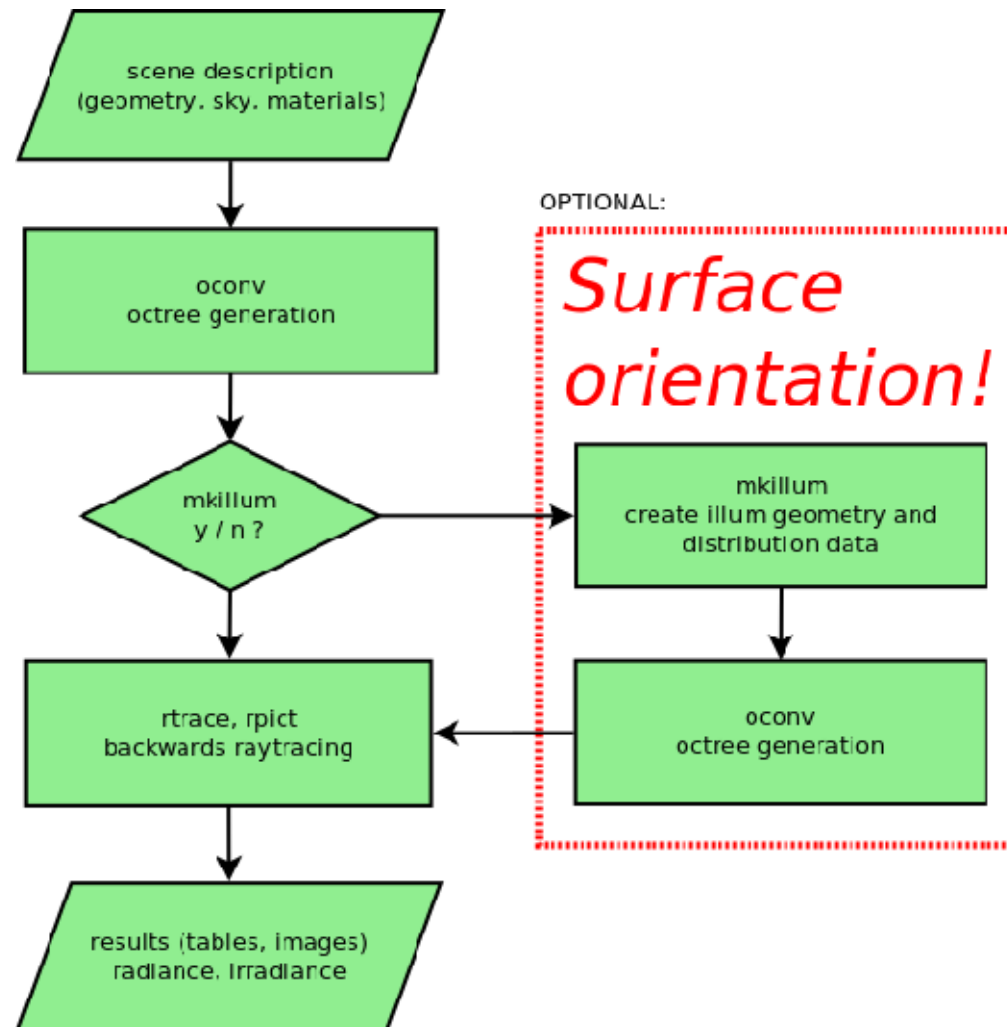 scene description
(geometry, sky, materials)
oconv
octree generation
mkillum
y / n ?
rtrace, rpict
backwards raytracing
results (tables, images)
radiance, irradiance
OPTIONAL:
Surface
orientation!
mkillum
create illum geometry and
distribution data
oconv
octree generation